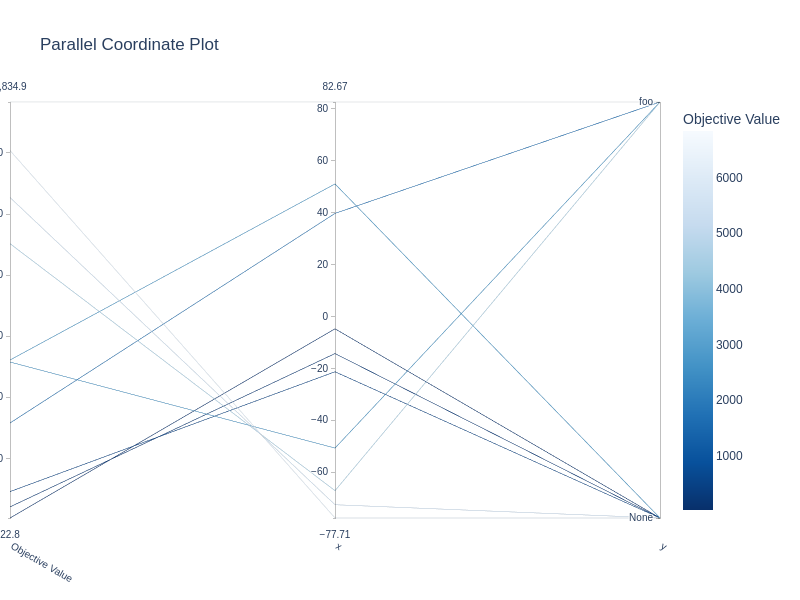 Parallel Coordinate Plot
,834.9
82.67
80
foo
Objective Value
60
6000
40
5000
20
4000
0
3000
−20
2000
−40
1000
−60
None
22.8
−77.71
Objective Value
x
y